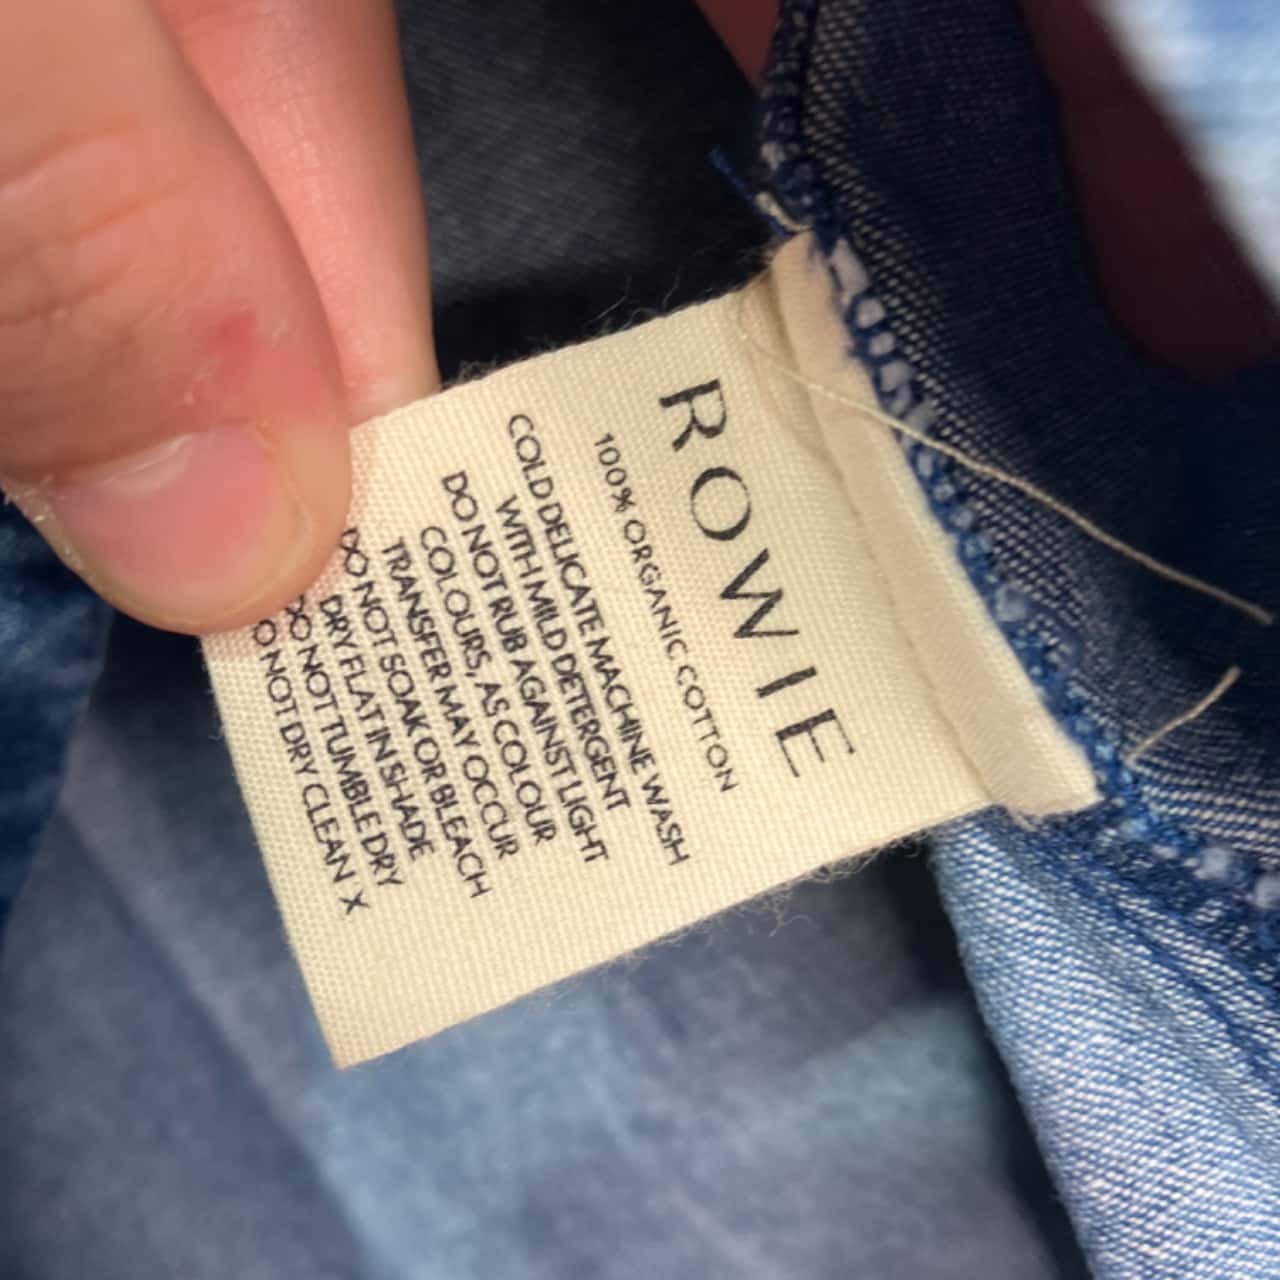 ROWIE
100% ORGANIC COTTON
COLD DELICATE MACHINE WASH
WITH MILD DETERGENT
DO NOT RUB AGAINST LIGHT
COLOURS, AS COLOUR
TRANSFER MAY OCCUR
DO NOT SOAK OR BLEACH
DRY FLAT IN SHADE
DO NOT TUMBLE DRY
O NOT DRY CLEAN X